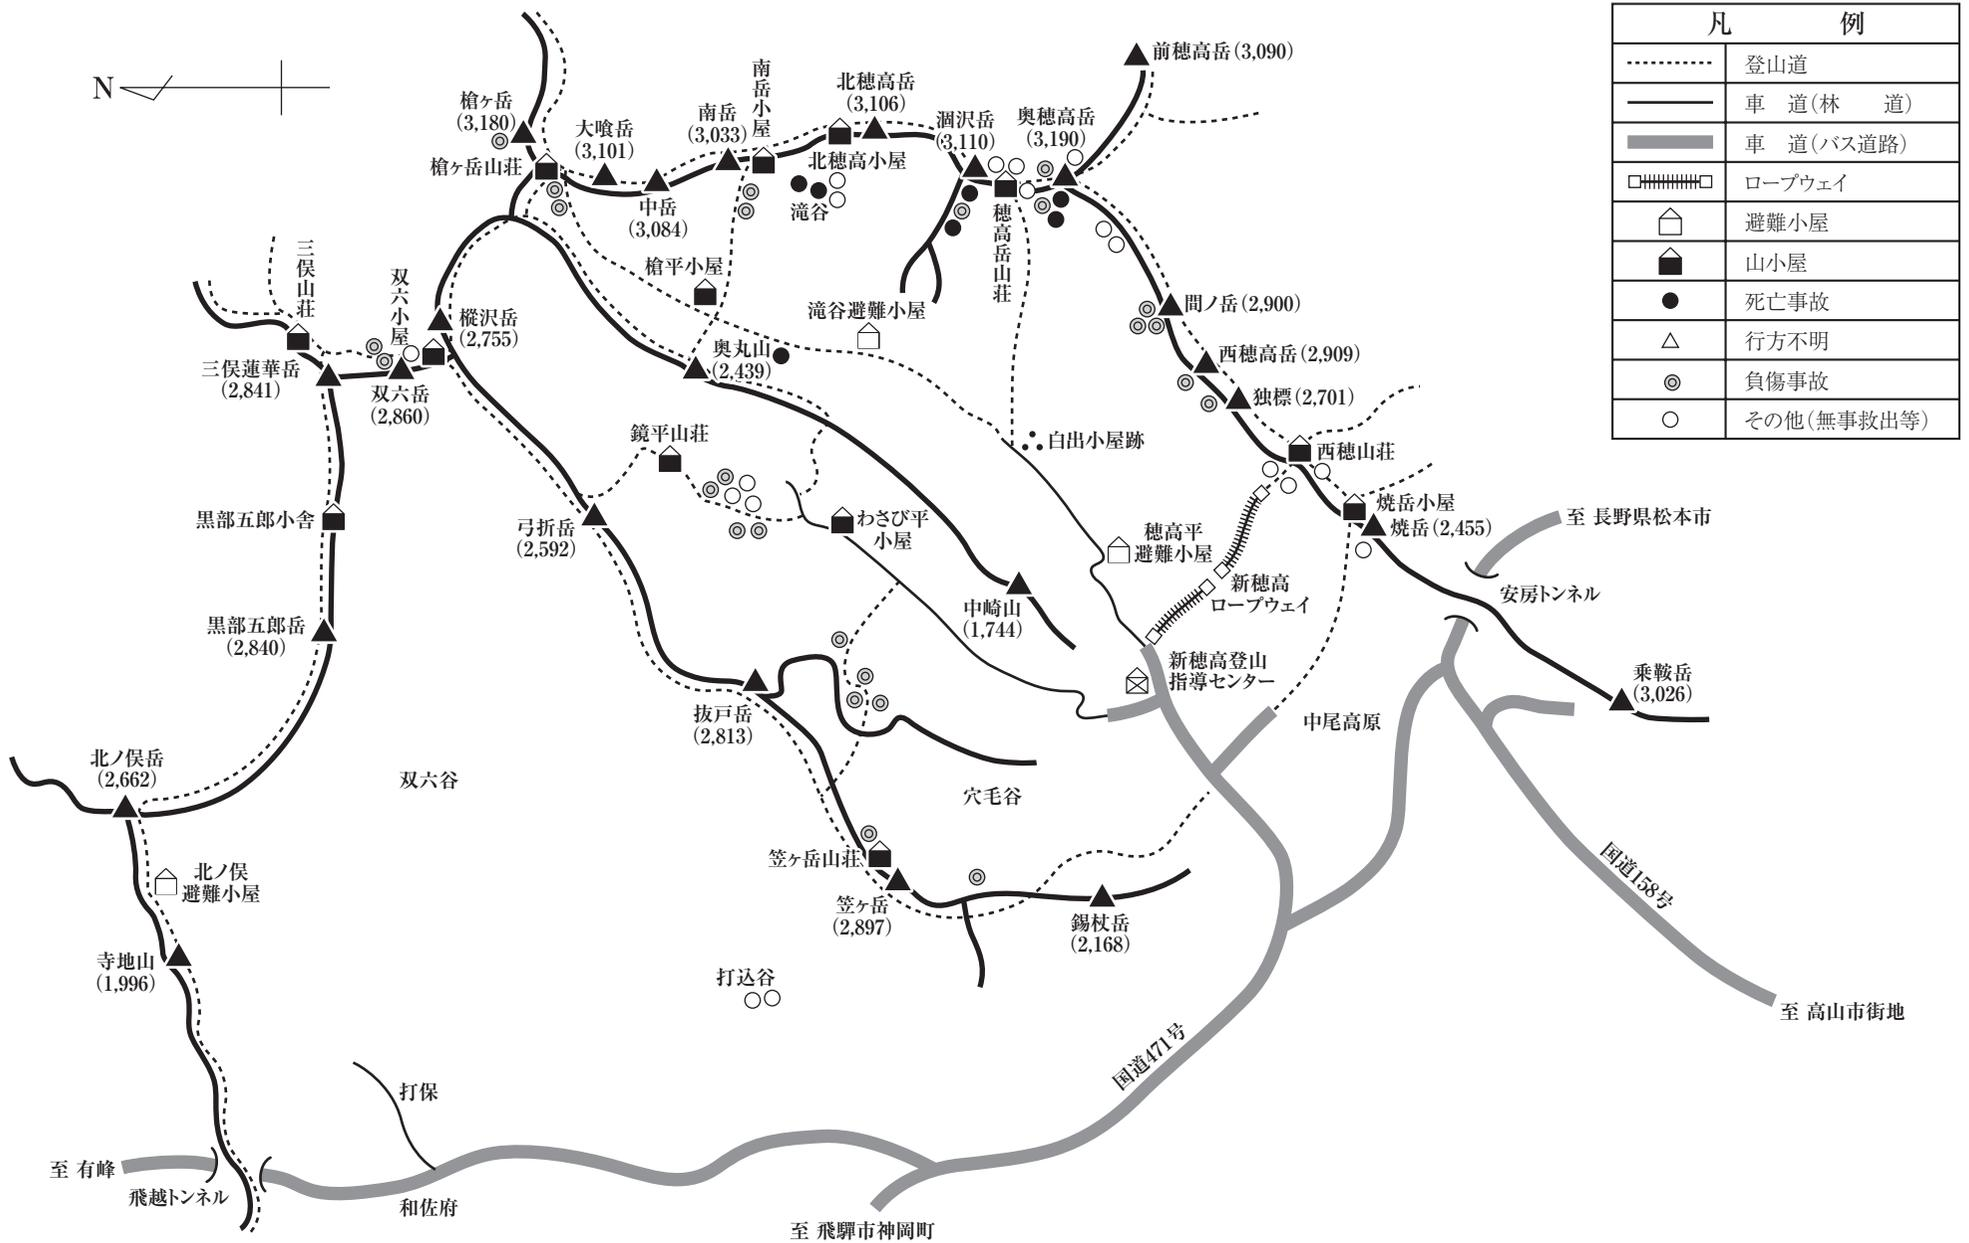 N
凡　例
登山道
車　道（林　道）
車　道（バス道路）
ロープウェイ
避難小屋
山小屋
死亡事故
行方不明
負傷事故
その他（無事救出等）
槍ヶ岳
(3,180)
槍ヶ岳山荘
大喰岳
(3,101)
中岳
(3,084)
南岳
(3,033)
南岳小屋
北穂高岳
(3,106)
北穂高小屋
滝谷
涸沢岳
(3,110)
奥穂高岳
(3,190)
前穂高岳(3,090)
穂高岳山荘
槍平小屋
滝谷避難小屋
間ノ岳(2,900)
西穂高岳(2,909)
独標(2,701)
西穂山荘
焼岳小屋
焼岳(2,455)
至 長野県松本市
安房トンネル
乗鞍岳
(3,026)
三俣山荘
双六小屋
樅沢岳
(2,755)
三俣蓮華岳
(2,841)
双六岳
(2,860)
奥丸山
(2,439)
鏡平山荘
白出小屋跡
黒部五郎小舎
弓折岳
(2,592)
わさび平
小屋
穂高平
避難小屋
新穂高
ロープウェイ
中崎山
(1,744)
黒部五郎岳
(2,840)
新穂高登山
指導センター
抜戸岳
(2,813)
中尾高原
北ノ俣岳
(2,662)
双六谷
穴毛谷
笠ヶ岳山荘
北ノ俣
避難小屋
笠ヶ岳
(2,897)
錫杖岳
(2,168)
国道158号
寺地山
(1,996)
打込谷
至 高山市街地
国道471号
打保
至 有峰
飛越トンネル
和佐府
至 飛騨市神岡町